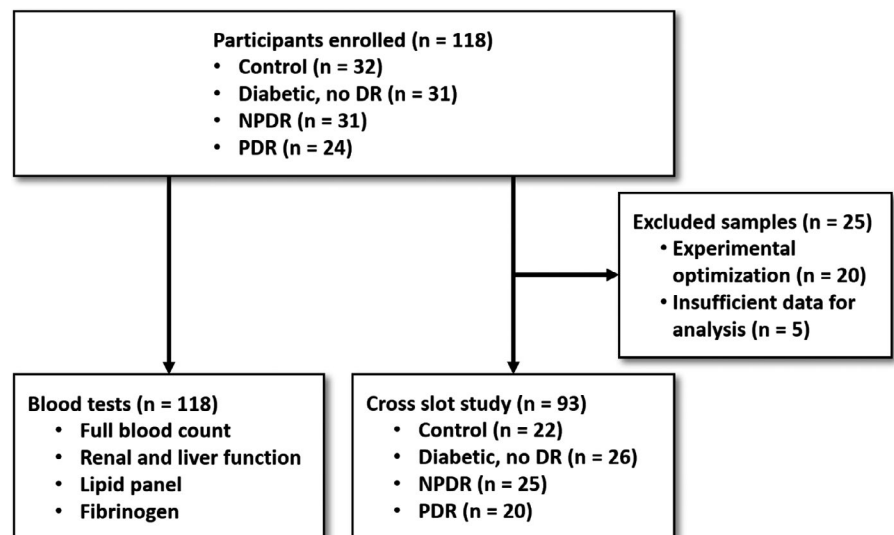 Participants enrolled (n = 118)
• Control (n = 32)
• Diabetic, no DR (n = 31)
• NPDR (n = 31)
• PDR (n = 24)
Excluded samples (n = 25)
• Experimental
optimization (n = 20)
• Insufficient data for
analysis (n = 5)
Blood tests (n = 118)
• Full blood count
• Renal and liver function
• Lipid panel
• Fibrinogen
Cross slot study (n = 93)
• Control (n = 22)
• Diabetic, no DR (n = 26)
• NPDR (n = 25)
• PDR (n = 20)